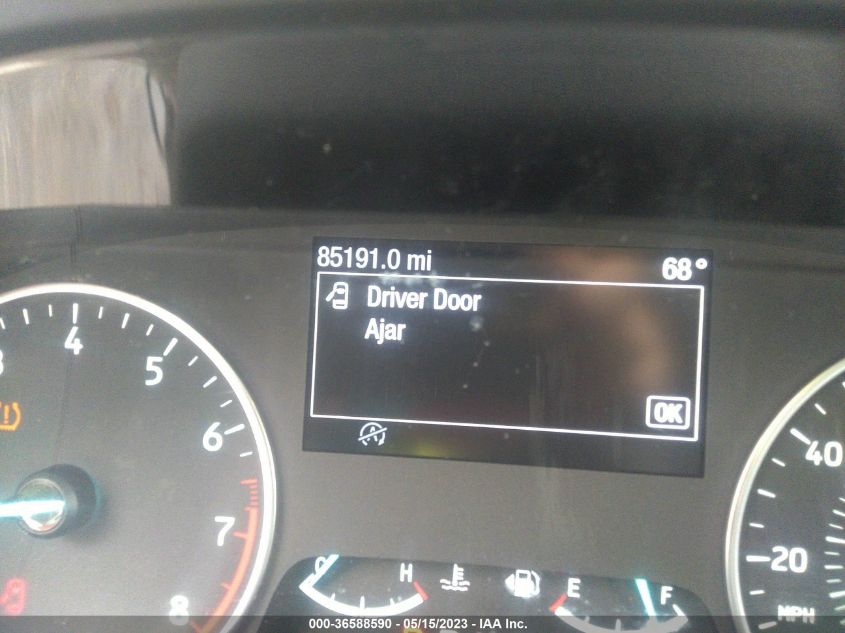 85191.0 mi 68°
Driver Door
Ajar
OK
3 4 5 6 7 8
40
20
MPH
C H E F
000-36588590 - 05/15/2023 - IAA Inc.